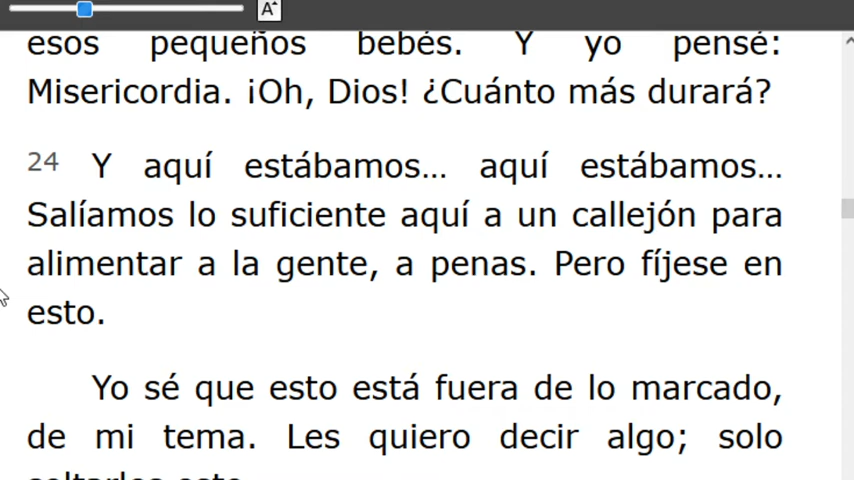 A
esos pequeños bebés. Y yo pensé:
Misericordia. ¡Oh, Dios! ¿Cuánto más durará?
24 Y aquí estábamos... aquí estábamos...
Salíamos lo suficiente aquí a un callejón para
alimentar a la gente, a penas. Pero fíjese en
esto.
Yo sé que esto está fuera de lo marcado,
de mi tema. Les quiero decir algo; solo